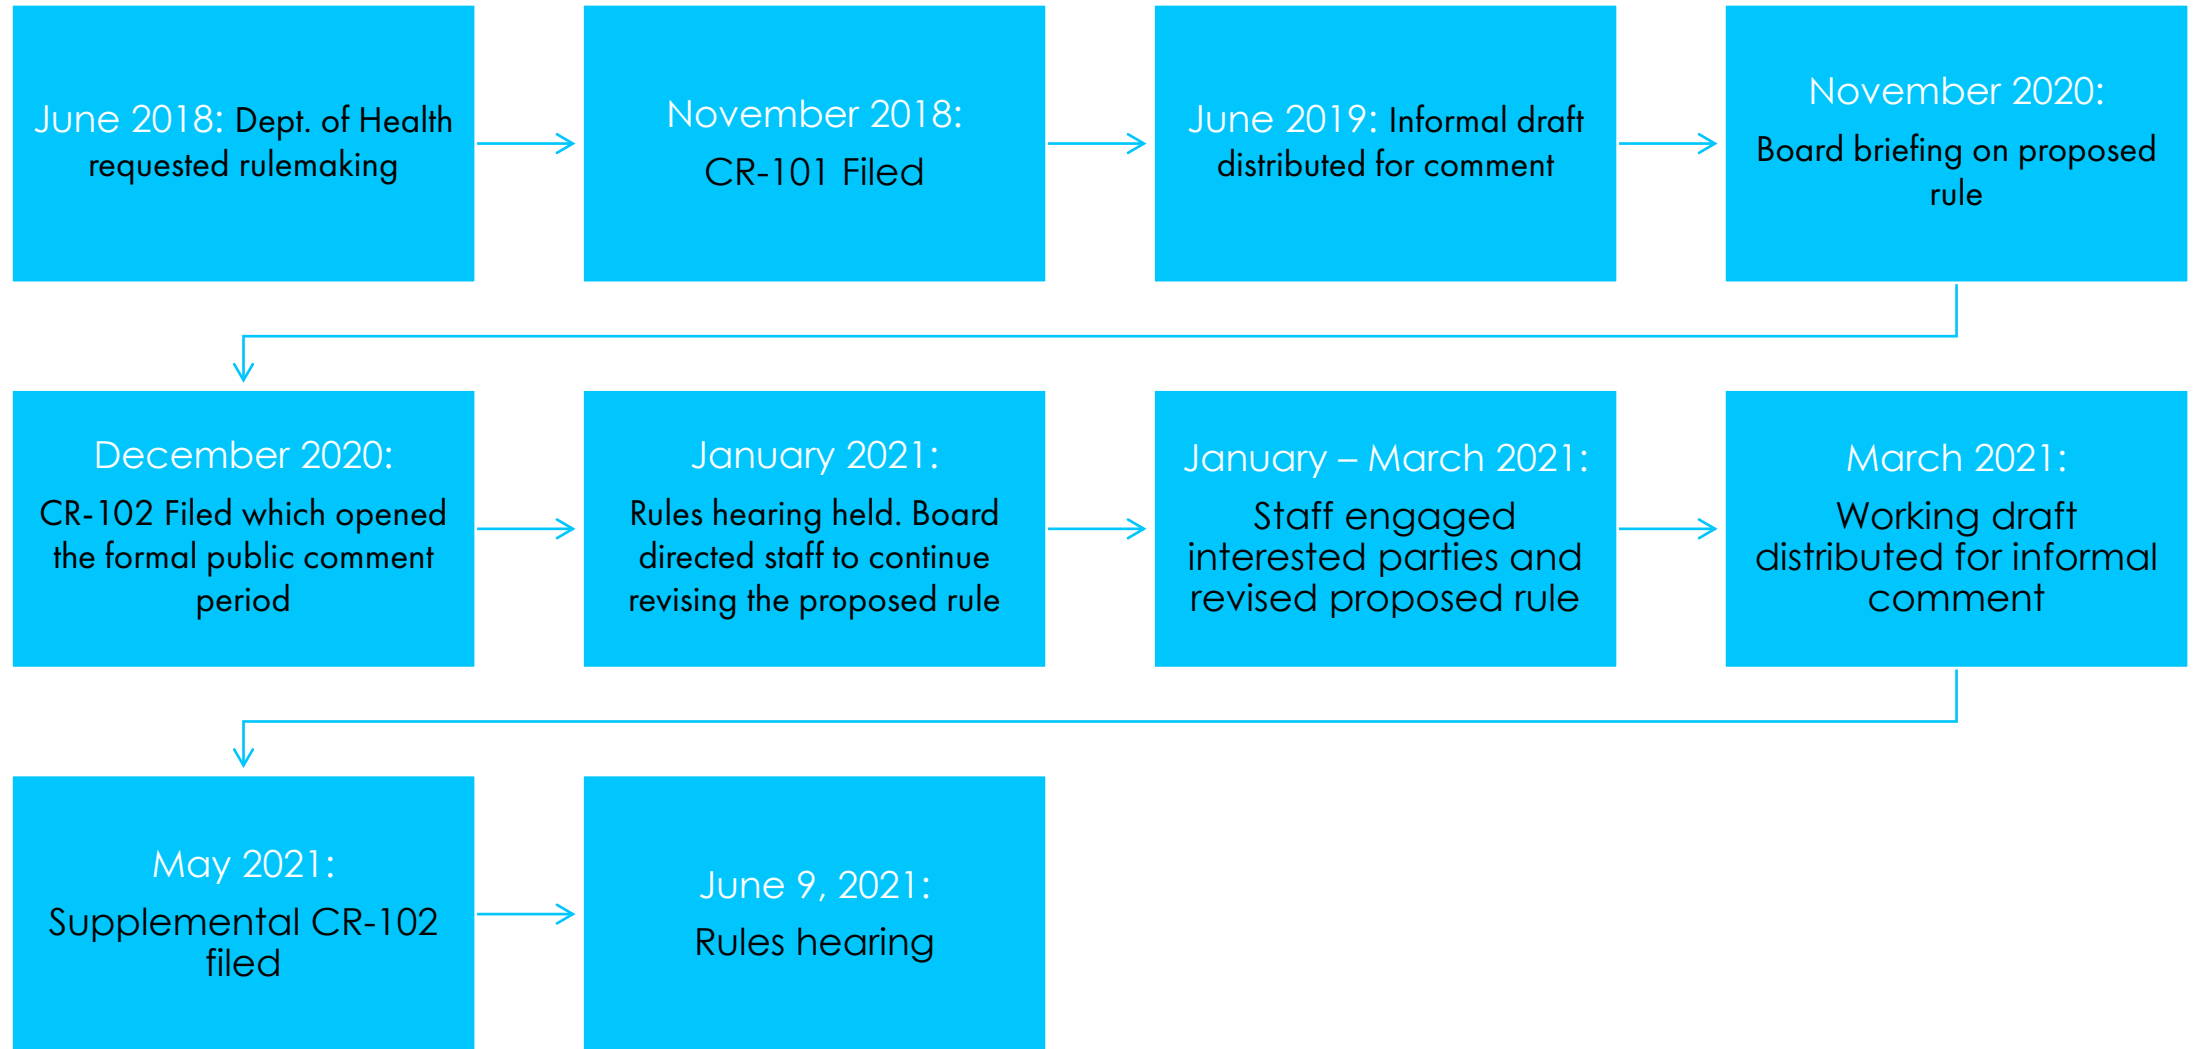 June 2018: Dept. of Health
requested rulemaking
November 2018:
CR-101 Filed
June 2019: Informal draft
distributed for comment
November 2020:
Board briefing on proposed
rule
December 2020:
CR-102 Filed which opened
the formal public comment
period
January 2021:
Rules hearing held. Board
directed staff to continue
revising the proposed rule
January – March 2021:
Staff engaged
interested parties and
revised proposed rule
March 2021:
Working draft
distributed for informal
comment
May 2021:
Supplemental CR-102
filed
June 9, 2021:
Rules hearing